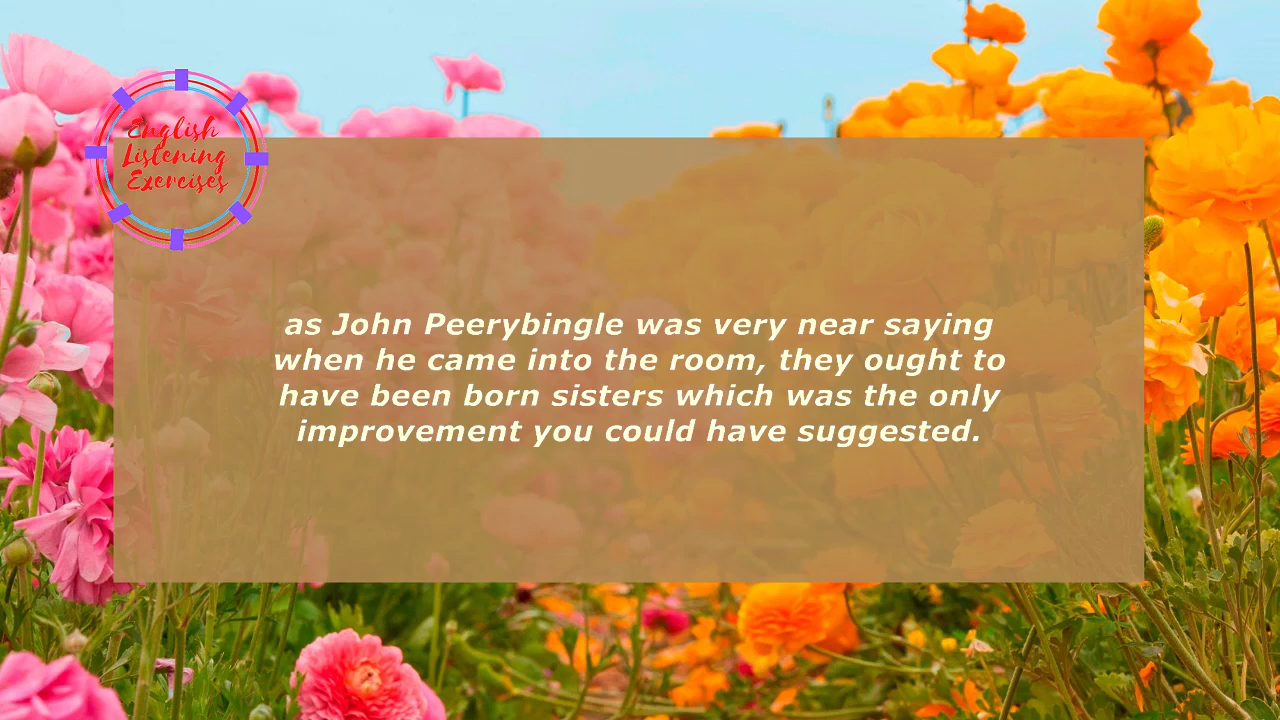 English
Listening
Exercises
as John Peerybingle was very near saying
when he came into the room, they ought to
have been born sisters which was the only
improvement you could have suggested.